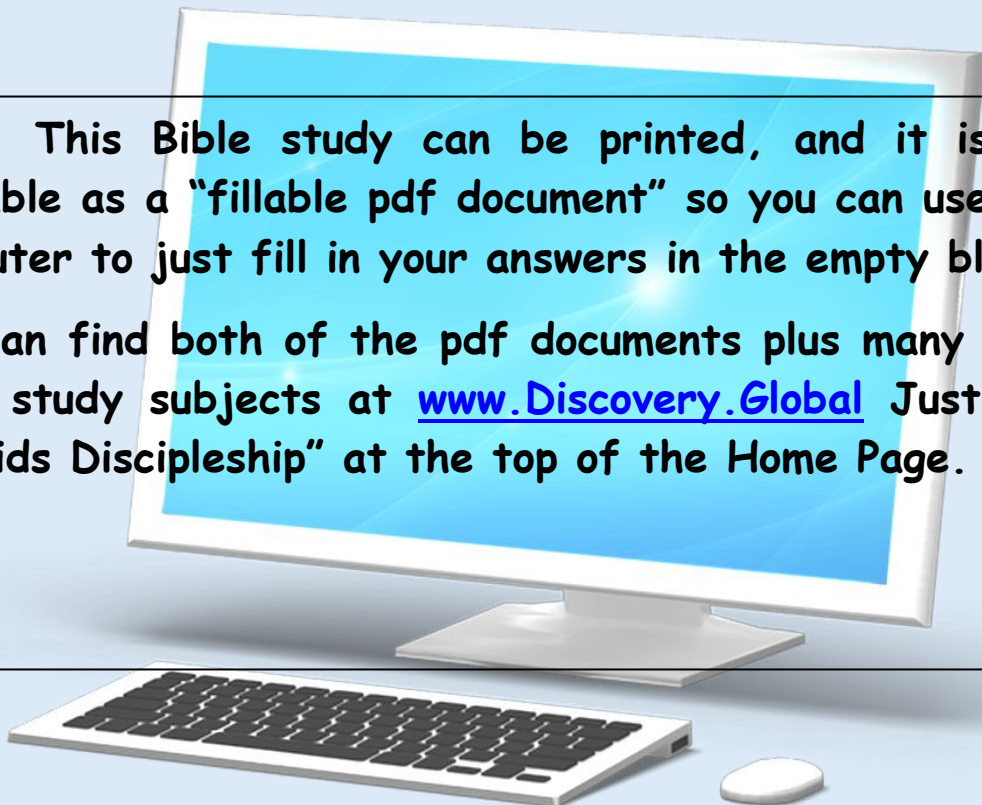 This Bible study can be printed, and it is
ble as a “fillable pdf document” so you can use
uter to just fill in your answers in the empty bl
an find both of the pdf documents plus many
study subjects at www.Discovery.Global Just
ids Discipleship” at the top of the Home Page.